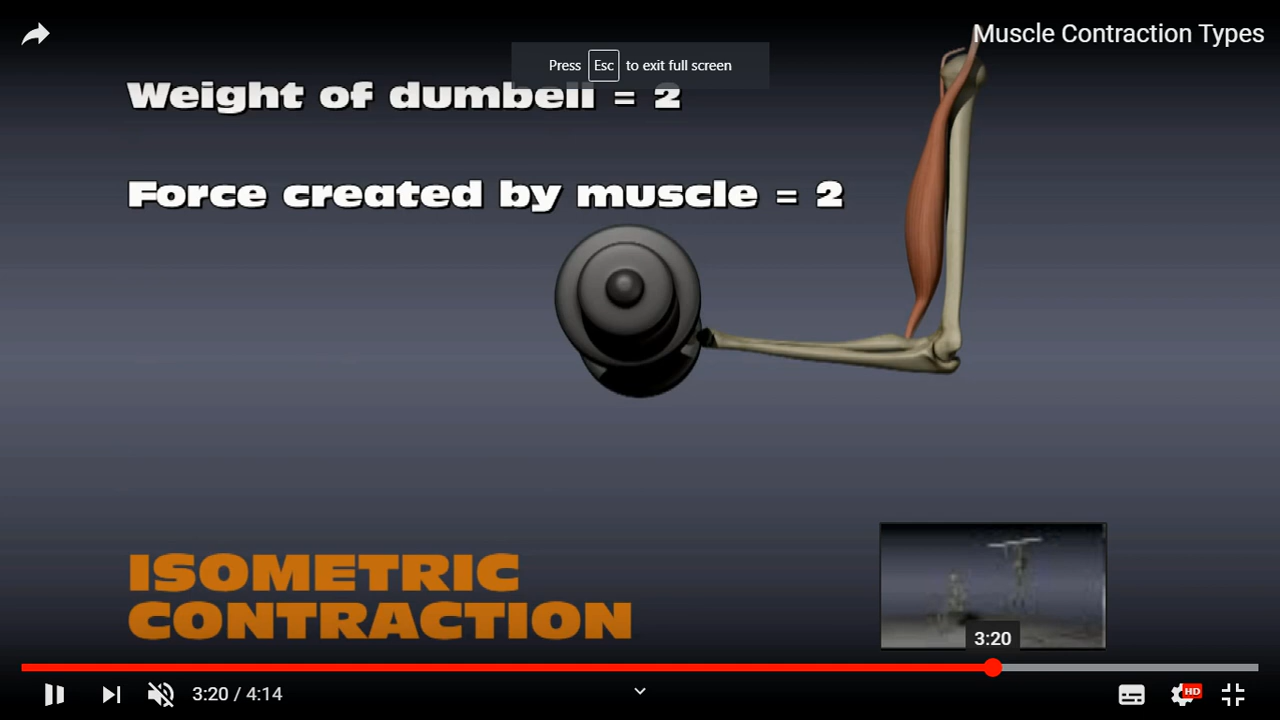 Muscle Contraction Types
Press Esc to exit full screen
Weight of dumbell = 2
Force created by muscle = 2
ISOMETRIC
CONTRACTION
3:20
3:20 / 4:14
HD